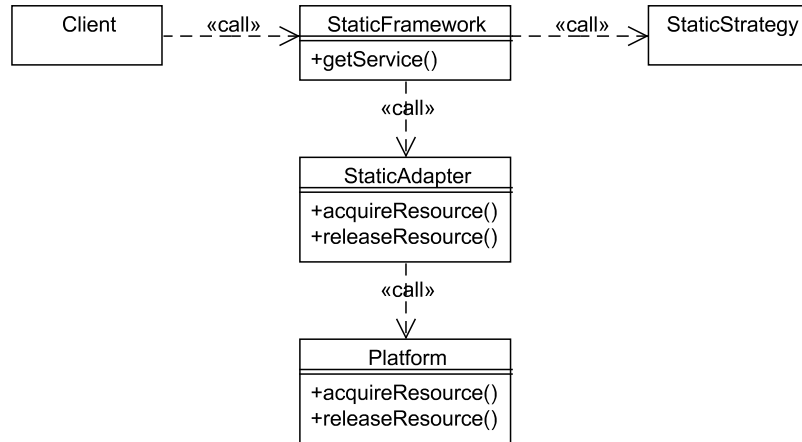 Client
«call»
StaticFramework
+getService()
«call»
StaticStrategy
«call»
StaticAdapter
+acquireResource()
+releaseResource()
«call»
Platform
+acquireResource()
+releaseResource()